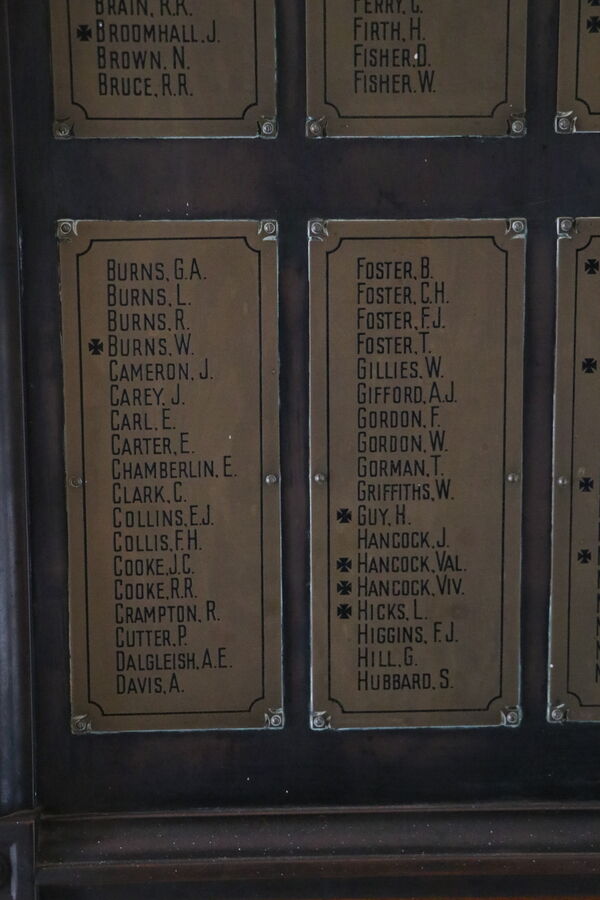 BRAIN, R.R.
✠ BROOMHALL, J.
BROWN, N.
BRUCE, R.R.
PERRY, G.
FIRTH, H.
FISHER, D.
FISHER, W.
BURNS, G.A.
BURNS, L.
BURNS, R.
✠ BURNS, W.
CAMERON, J.
CAREY, J.
CARL, E.
CARTER, E.
CHAMBERLIN, E.
CLARK, C.
COLLINS, E.J.
COLLIS, F.H.
COOKE, J.C.
COOKE, R.R.
CRAMPTON, R.
CUTTER, P.
DALGLEISH, A.E.
DAVIS, A.
FOSTER, B.
FOSTER, C.H.
FOSTER, F.J.
FOSTER, T.
GILLIES, W.
GIFFORD, A.J.
GORDON, F.
GORDON, W.
GORMAN, T.
GRIFFITHS, W.
✠ GUY, H.
HANCOCK, J.
✠ HANCOCK, VAL.
✠ HANCOCK, VIV.
✠ HICKS, L.
HIGGINS, F.J.
HILL, G.
HUBBARD, S.